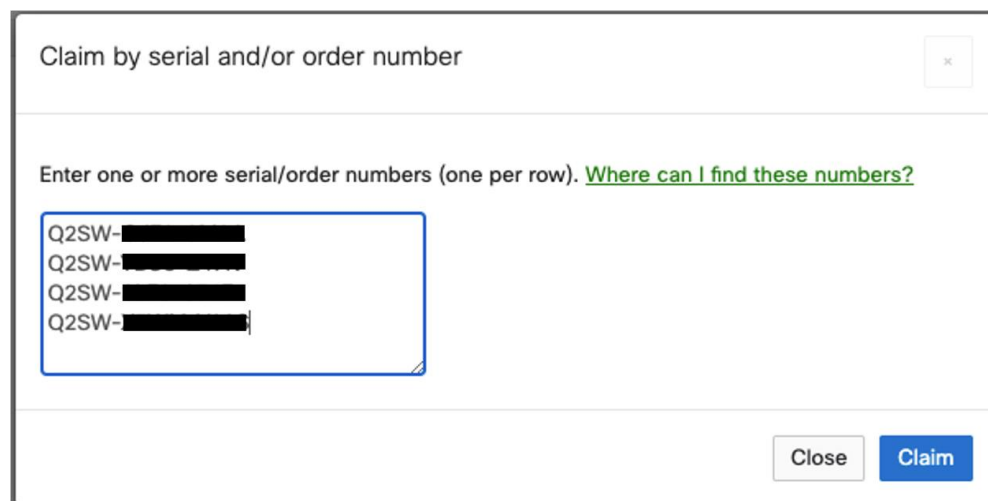 Claim by serial and/or order number
×
Enter one or more serial/order numbers (one per row). Where can I find these numbers?
Q2SW-
Q2SW-
Q2SW-
Q2SW-
Close
Claim